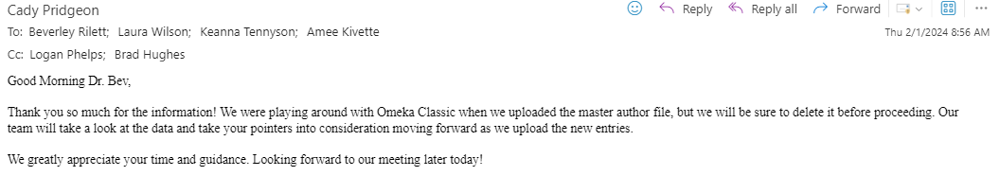 Cady Pridgeon
Reply Reply all Forward
To: Beverley Rilett; Laura Wilson; Keanna Tennyson; Amee Kivette
Thu 2/1/2024 8:56 AM
Cc: Logan Phelps; Brad Hughes
Good Morning Dr. Bev,
Thank you so much for the information! We were playing around with Omeka Classic when we uploaded the master author file, but we will be sure to delete it before proceeding. Our
team will take a look at the data and take your pointers into consideration moving forward as we upload the new entries.
We greatly appreciate your time and guidance. Looking forward to our meeting later today!